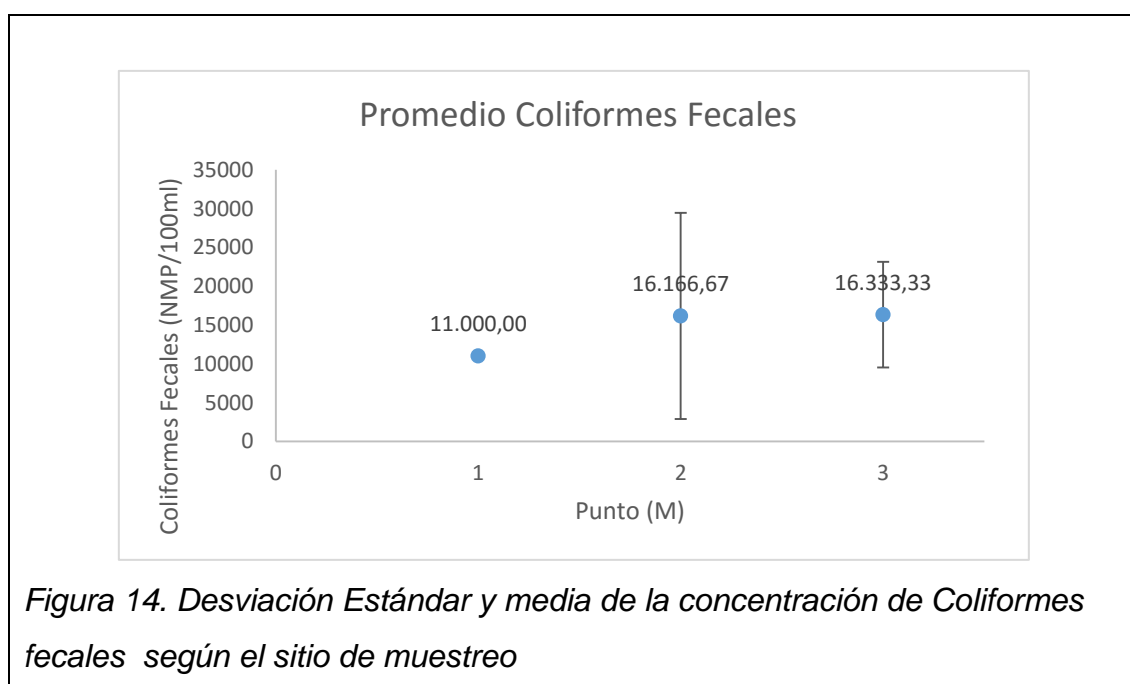 Promedio Coliformes Fecales
Coliformes Fecales (NMP/100ml)
35000
30000
25000
20000
15000
10000
5000
0
11.000,00
16.166,67
16.333,33
0 1 2 3
Punto (M)
Figura 14. Desviación Estándar y media de la concentración de Coliformes
fecales según el sitio de muestreo